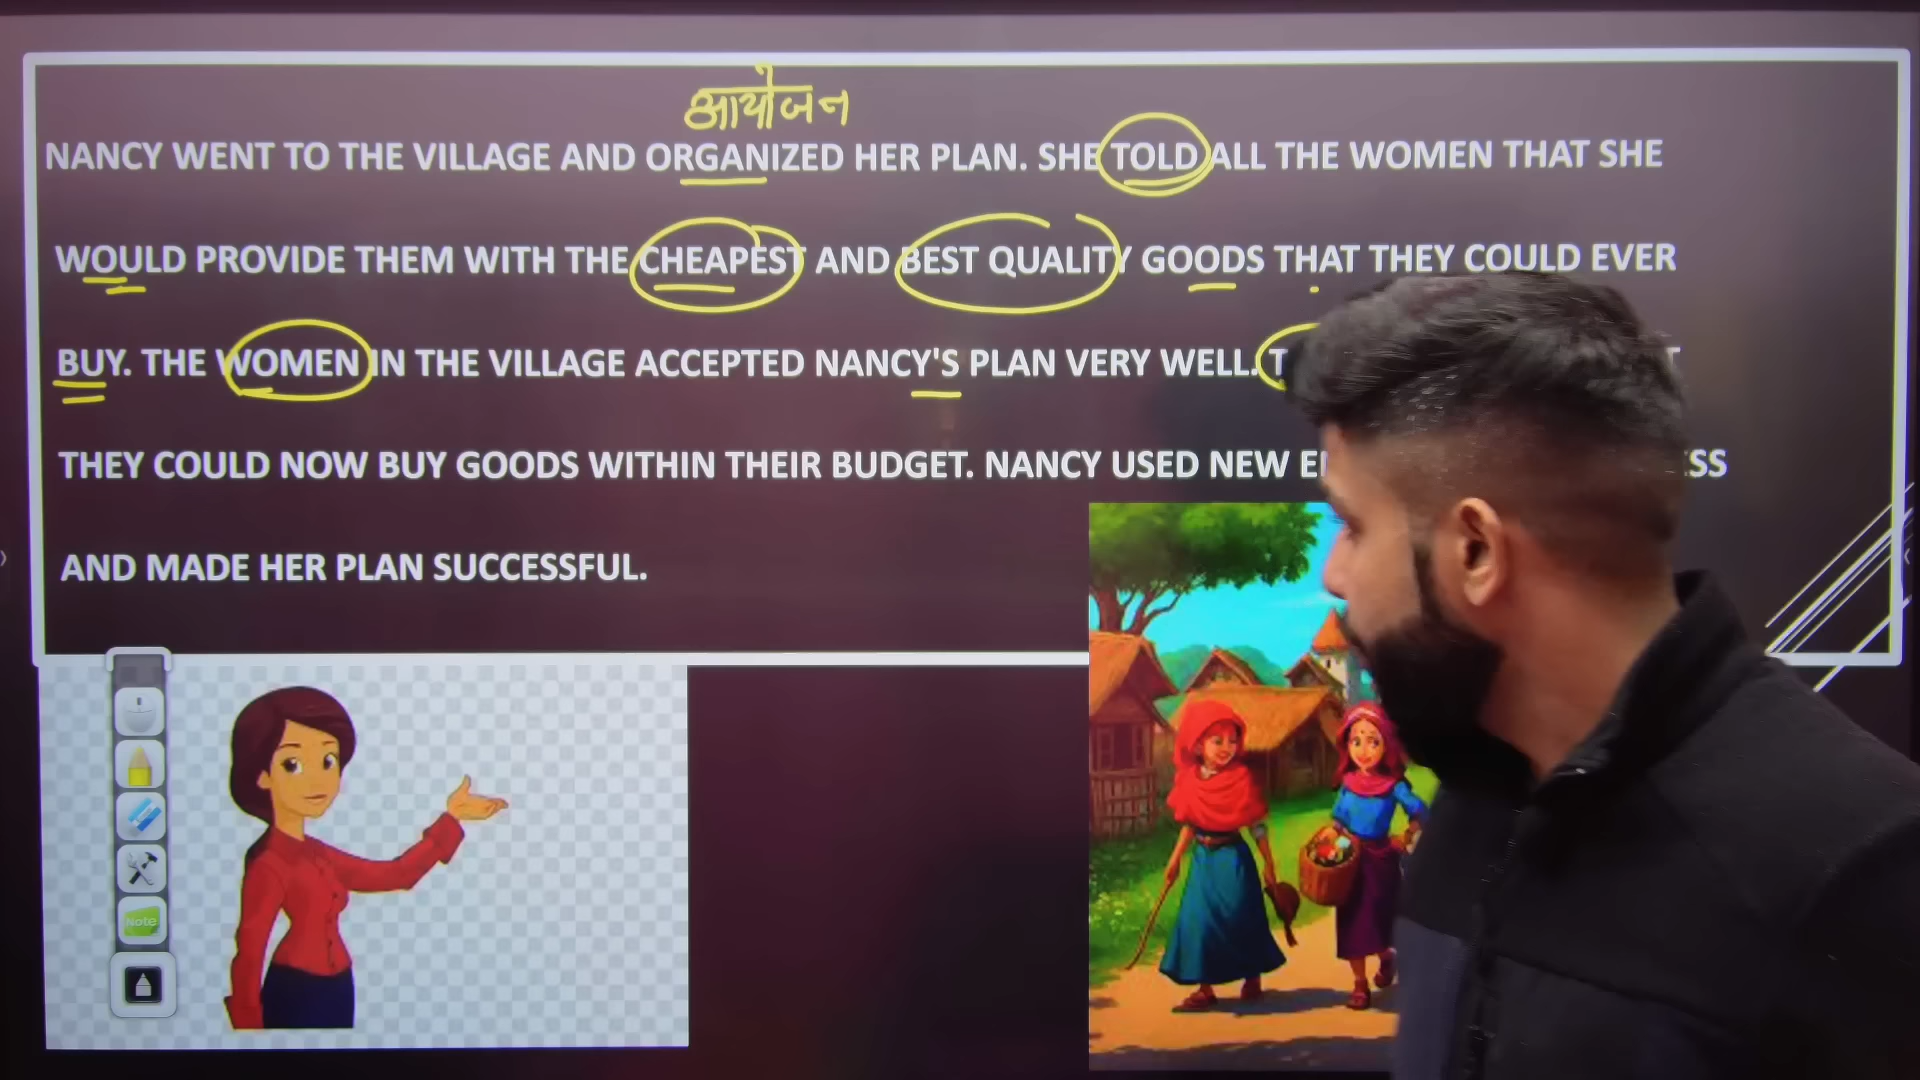 आयोजन
NANCY WENT TO THE VILLAGE AND ORGANIZED HER PLAN. SHE TOLD ALL THE WOMEN THAT SHE
WOULD PROVIDE THEM WITH THE CHEAPEST AND BEST QUALITY GOODS THAT THEY COULD EVER
BUY. THE WOMEN IN THE VILLAGE ACCEPTED NANCY'S PLAN VERY WELL.
THEY COULD NOW BUY GOODS WITHIN THEIR BUDGET. NANCY USED NEW
AND MADE HER PLAN SUCCESSFUL.
Note